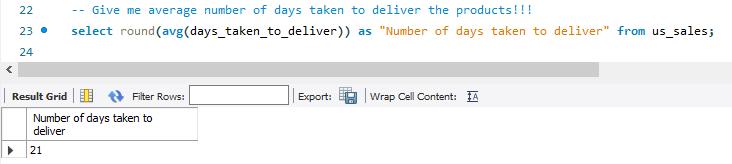 22 -- Give me average number of days taken to deliver the products!!!
23 select round(avg(days_taken_to_deliver)) as "Number of days taken to deliver" from us_sales;
24
Result Grid Filter Rows: Export: Wrap Cell Content: IA
Number of days taken to
deliver
21